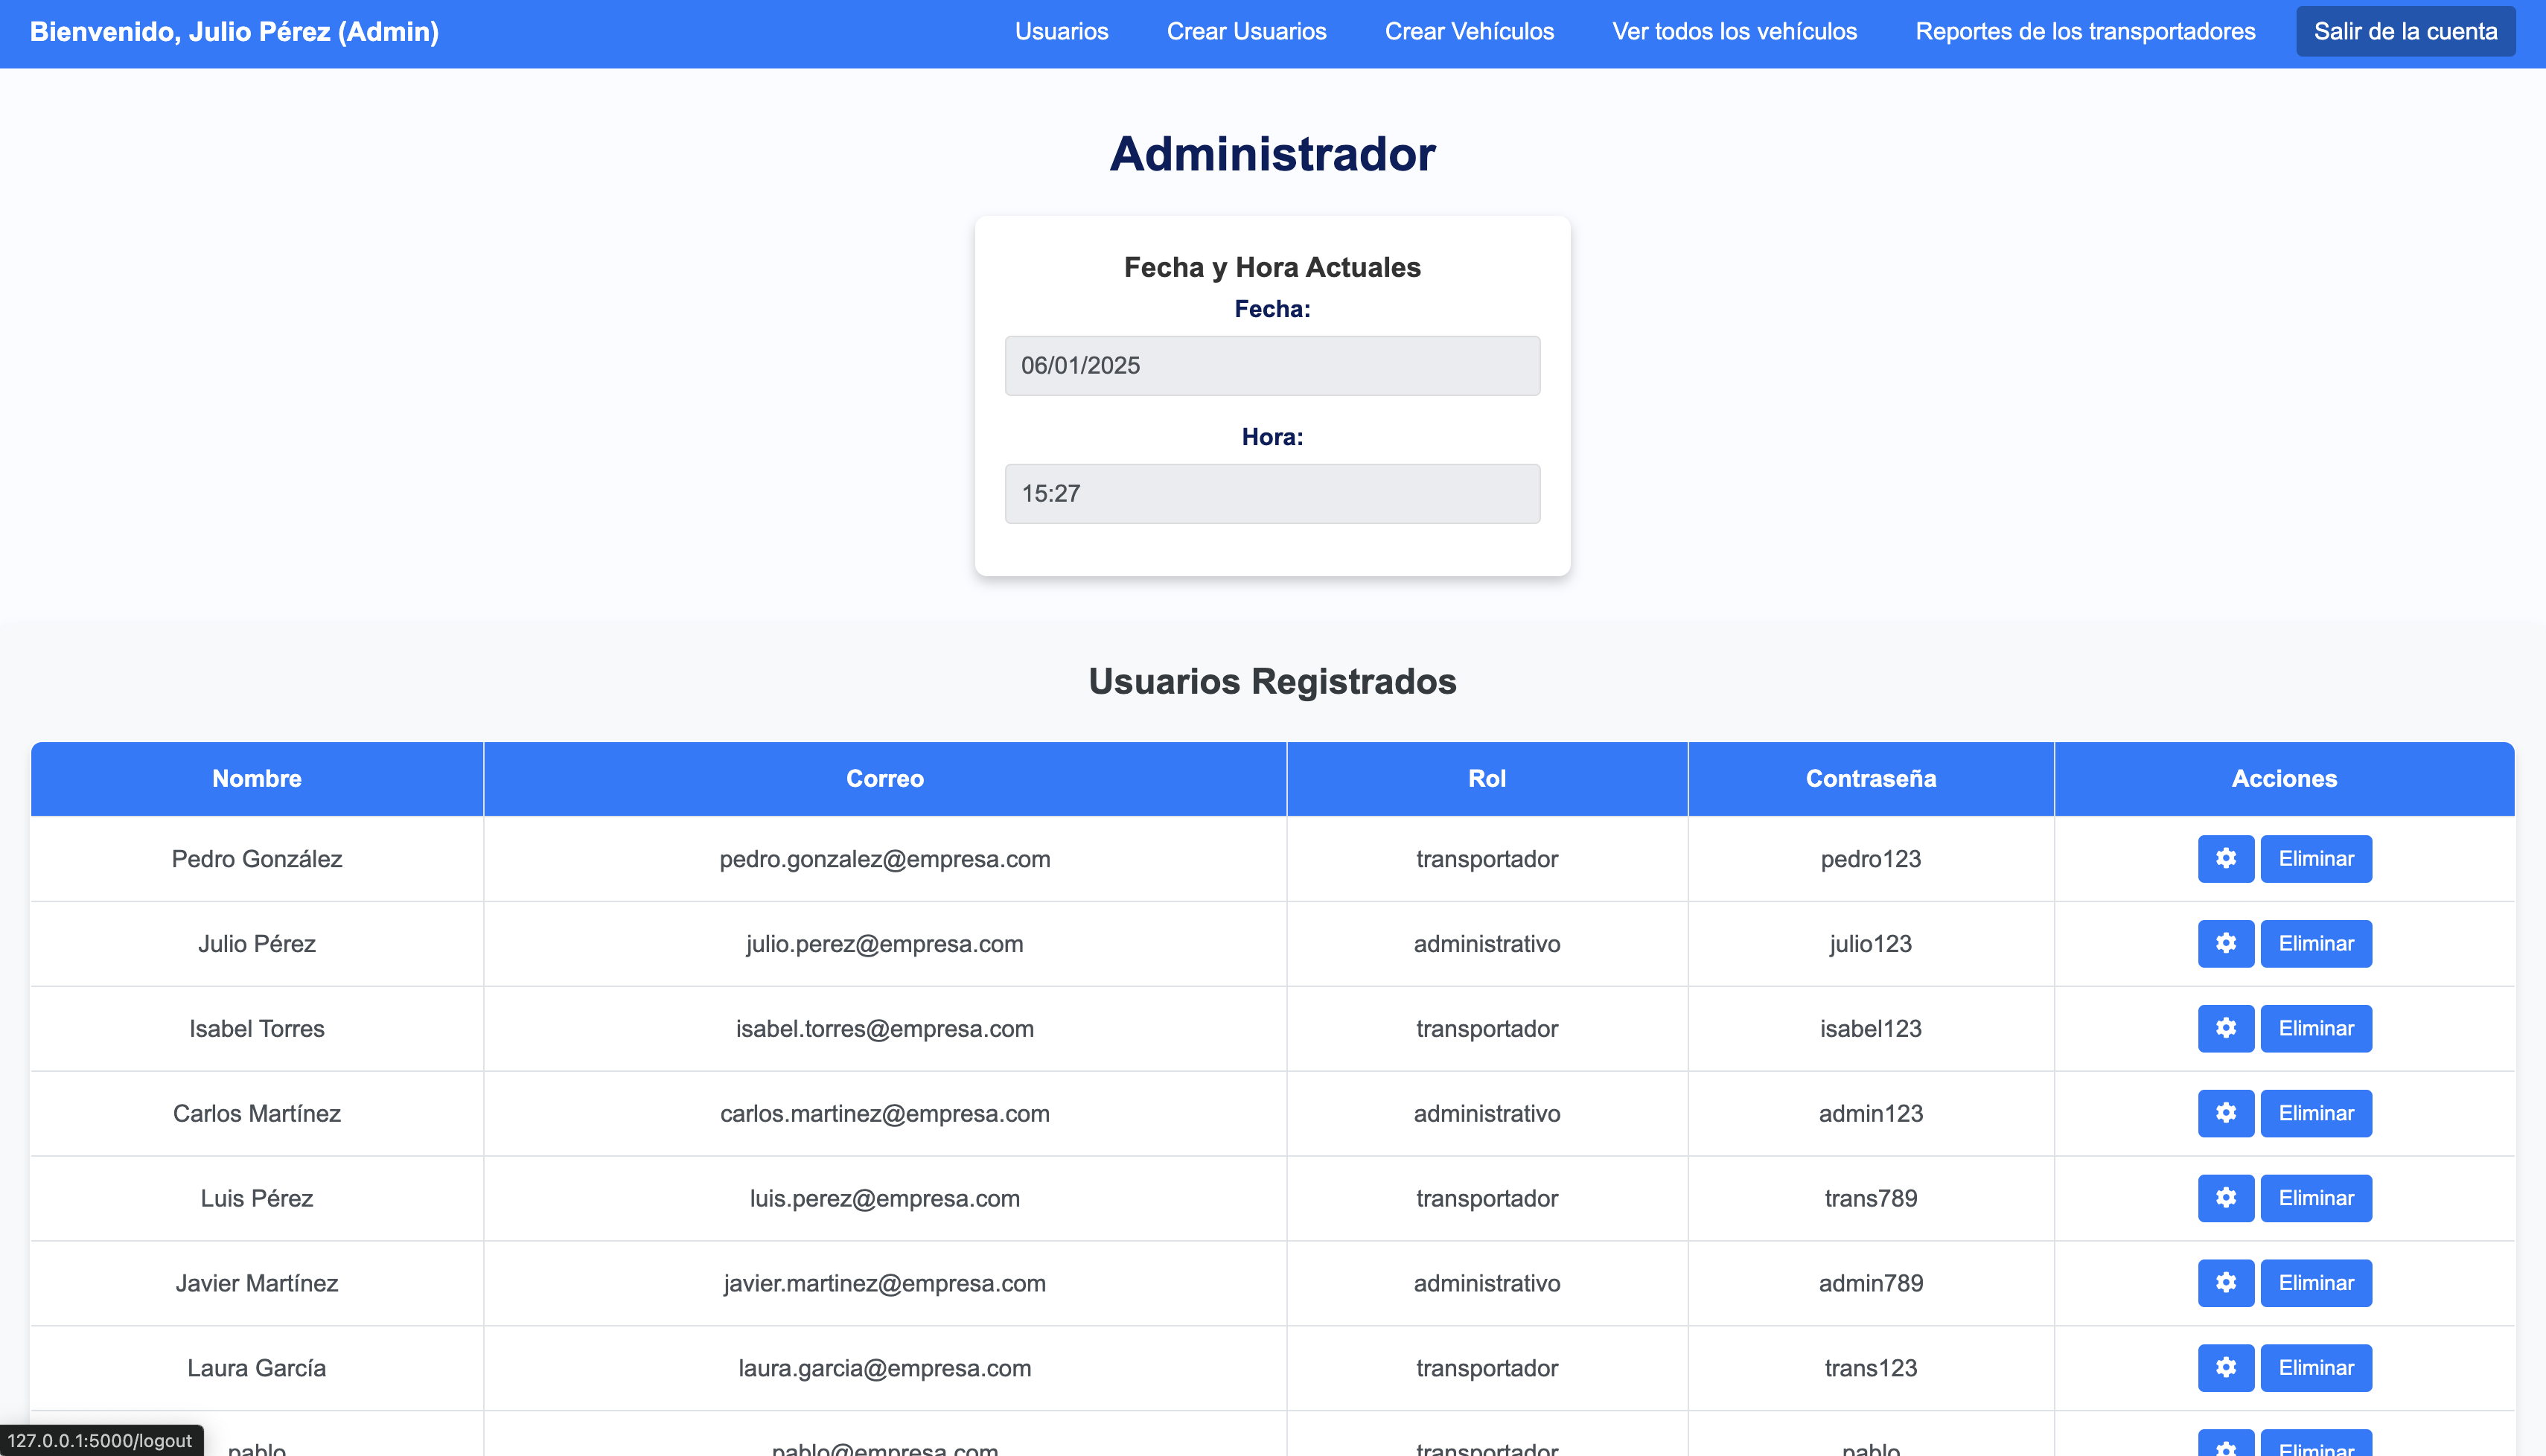 Bienvenido, Julio Pérez (Admin) Usuarios Crear Usuarios Crear Vehículos Ver todos los vehículos Reportes de los transportadores Salir de la cuenta
Administrador
Fecha y Hora Actuales
Fecha:
06/01/2025
Hora:
15:27
Usuarios Registrados
Nombre Correo Rol Contraseña Acciones
Pedro González pedro.gonzalez@empresa.com transportador pedro123 Eliminar
Julio Pérez julio.perez@empresa.com administrativo julio123 Eliminar
Isabel Torres isabel.torres@empresa.com transportador isabel123 Eliminar
Carlos Martínez carlos.martinez@empresa.com administrativo admin123 Eliminar
Luis Pérez luis.perez@empresa.com transportador trans789 Eliminar
Javier Martínez javier.martinez@empresa.com administrativo admin789 Eliminar
Laura García laura.garcia@empresa.com transportador trans123 Eliminar
pablo pablo@empresa.com transportador pablo Eliminar
127.0.0.1:5000/logout